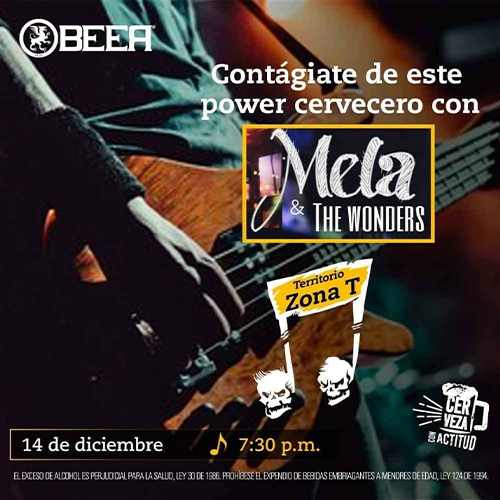 BEER
Contágiate de este
power cervecero con
Mela
& THE WONDERS
Territorio
Zona T
CER
VEZA
CON ACTITUD
14 de diciembre
7:30 p.m.
EL EXCESO DE ALCOHOL ES PERJUDICIAL PARA LA SALUD, LEY 30 DE 1986. PROHÍBESE EL EXPENDIO DE BEBIDAS EMBRIAGANTES A MENORES DE EDAD, LEY 124 DE 1994.